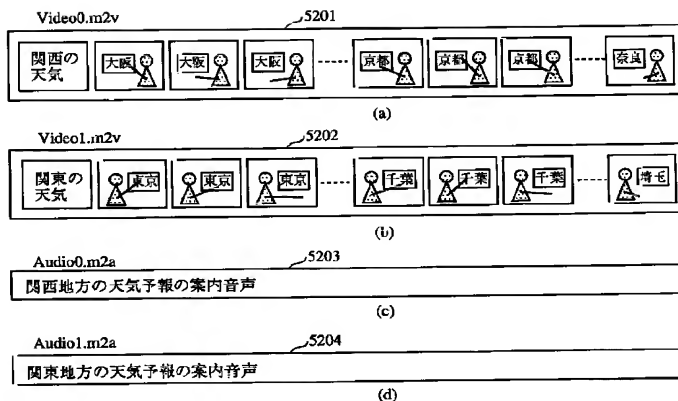 Video0.m2v 5201
関西の
天気
大阪 大阪 大阪 京都 京都 京都 奈良
(a)
Video1.m2v 5202
関東の
天気
東京 東京 東京 千葉 千葉 千葉 埼玉
(b)
Audio0.m2a 5203
関西地方の天気予報の案内音声
(c)
Audio1.m2a 5204
関東地方の天気予報の案内音声
(d)